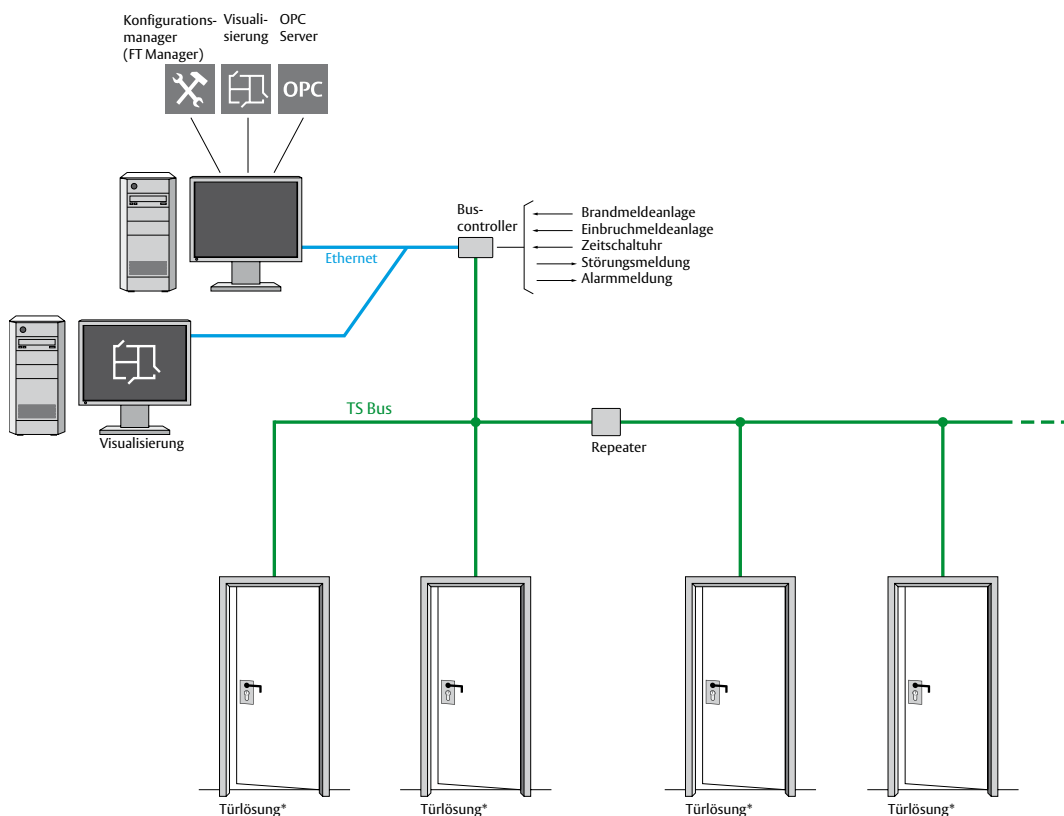 Konfigurations-
manager
(FT Manager)
Visuali-
sierung
OPC
Server
OPC
Bus-
controller
Brandmeldeanlage
Einbruchmeldeanlage
Zeitschaltuhr
Störungsmeldung
Alarmmeldung
Ethernet
Visualisierung
TS Bus
Repeater
Türlösung*
Türlösung*
Türlösung*
Türlösung*